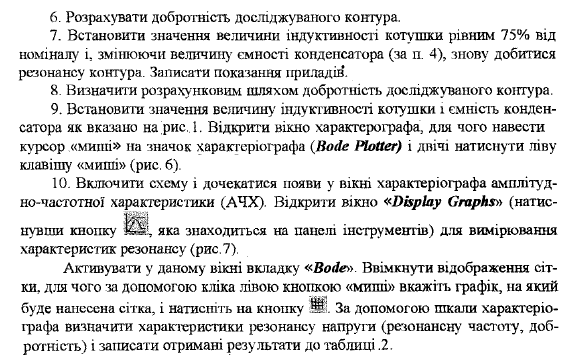 6. Розрахувати добротність досліджуваного контура.
7. Встановити значення величини індуктивності котушки рівним 75% від
номіналу і, змінюючи величину ємності конденсатора (за п. 4), знову добитися
резонансу контура. Записати показання приладів.
8. Визначити розрахунковим шляхом добротність досліджуваного контура.
9. Встановити значення величину індуктивності котушки і ємність конден-
сатора як вказано на рис.1. Відкрити вікно характерографа, для чого навести
курсор «миші» на значок характеріографа (Bode Plotter) і двічі натиснути ліву
клавішу «миші» (рис. 6).
10. Включити схему і дочекатися появи у вікні характеріографа амплітуд-
но-частотної характеристики (АЧХ). Відкрити вікно «Display Graphs» (натис-
нувши кнопку , яка знаходиться на панелі інструментів) для вимірювання
характеристик резонансу (рис.7).
Активувати у даному вікні вкладку «Bode». Ввімкнути відображення сіт-
ки, для чого за допомогою кліка лівою кнопкою «миші» вкажіть графік, на який
буде нанесена сітка, і натисніть на кнопку . За допомогою шкали характеріо-
графа визначити характеристики резонансу напруги (резонансну частоту, доб-
ротність) і записати отримані результати до таблиці .2.